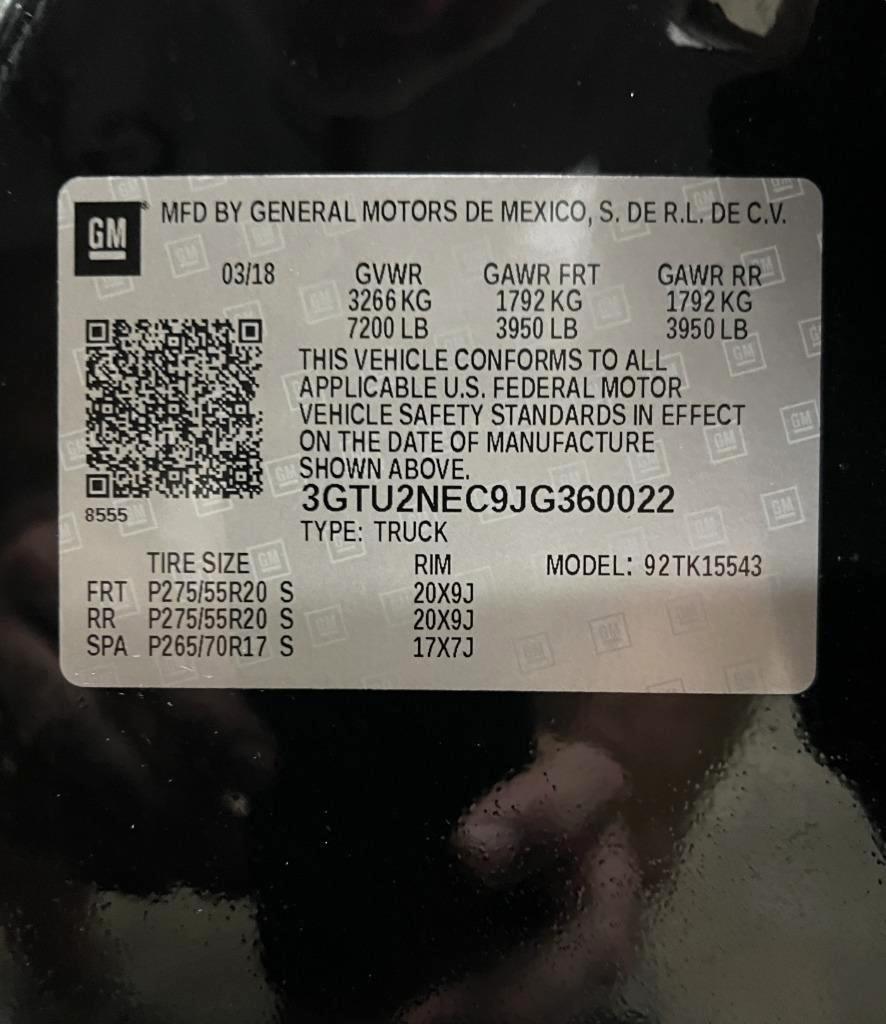 GM
MFD BY GENERAL MOTORS DE MEXICO, S. DE R.L. DE C.V.
03/18 GVWR GAWR FRT GAWR RR
3266 KG 1792 KG 1792 KG
7200 LB 3950 LB 3950 LB
THIS VEHICLE CONFORMS TO ALL
APPLICABLE U.S. FEDERAL MOTOR
VEHICLE SAFETY STANDARDS IN EFFECT
ON THE DATE OF MANUFACTURE
SHOWN ABOVE.
3GTU2NEC9JG360022
8555
TYPE: TRUCK
TIRE SIZE RIM MODEL: 92TK15543
FRT P275/55R20 S 20X9J
RR P275/55R20 S 20X9J
SPA P265/70R17 S 17X7J